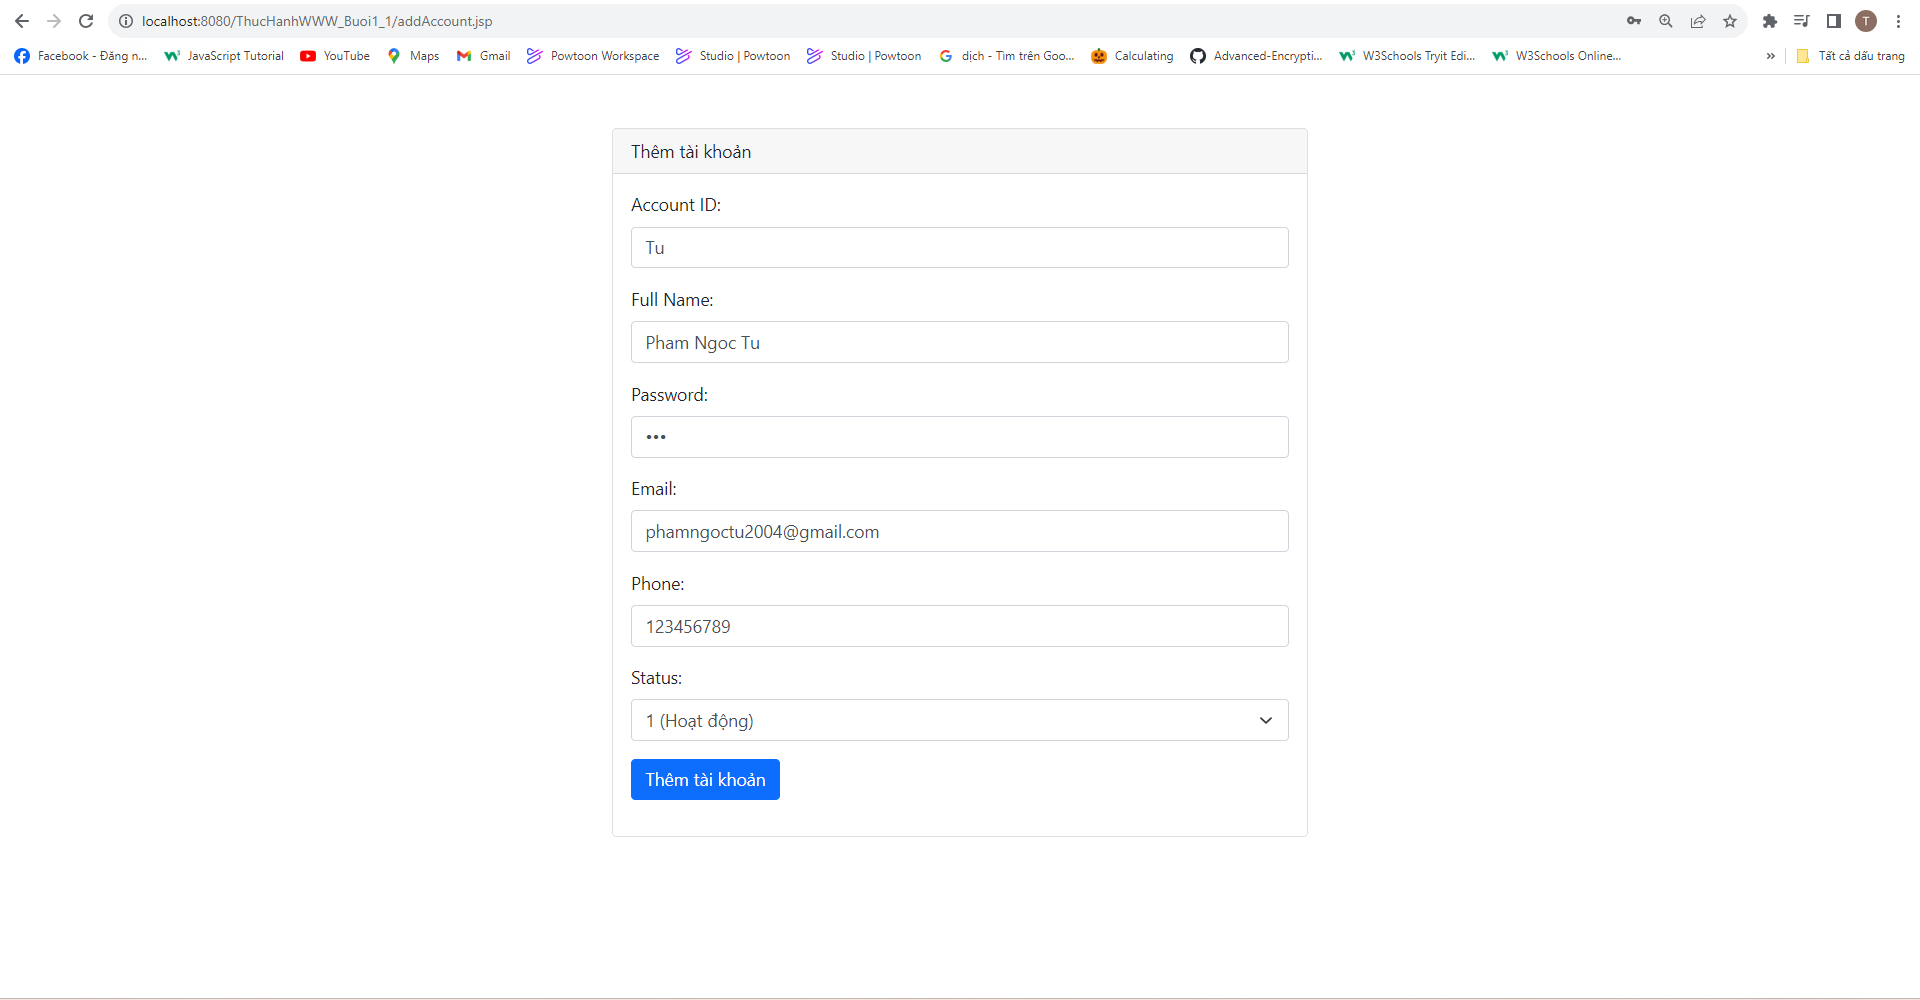 localhost:8080/ThucHanhWWW_Buoi1_1/addAccount.jsp
T
Facebook - Đăng n... JavaScript Tutorial YouTube Maps Gmail Powtoon Workspace Studio | Powtoon Studio | Powtoon dịch - Tìm trên Goo... Calculating Advanced-Encrypti... W3Schools Tryit Edi... W3Schools Online... » Tất cả dấu trang
Thêm tài khoản
Account ID:
Tu
Full Name:
Pham Ngoc Tu
Password:
•••
Email:
phamngoctu2004@gmail.com
Phone:
123456789
Status:
1 (Hoạt động)
Thêm tài khoản